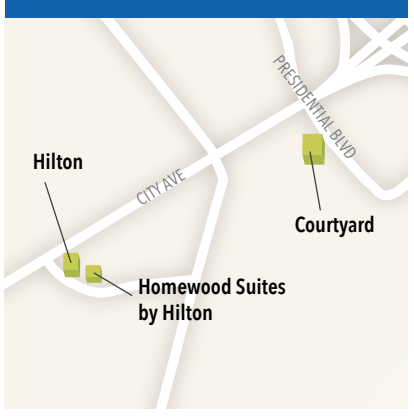 PRESIDENTIAL BLVD
Hilton
CITY AVE
Courtyard
Homewood Suites
by Hilton